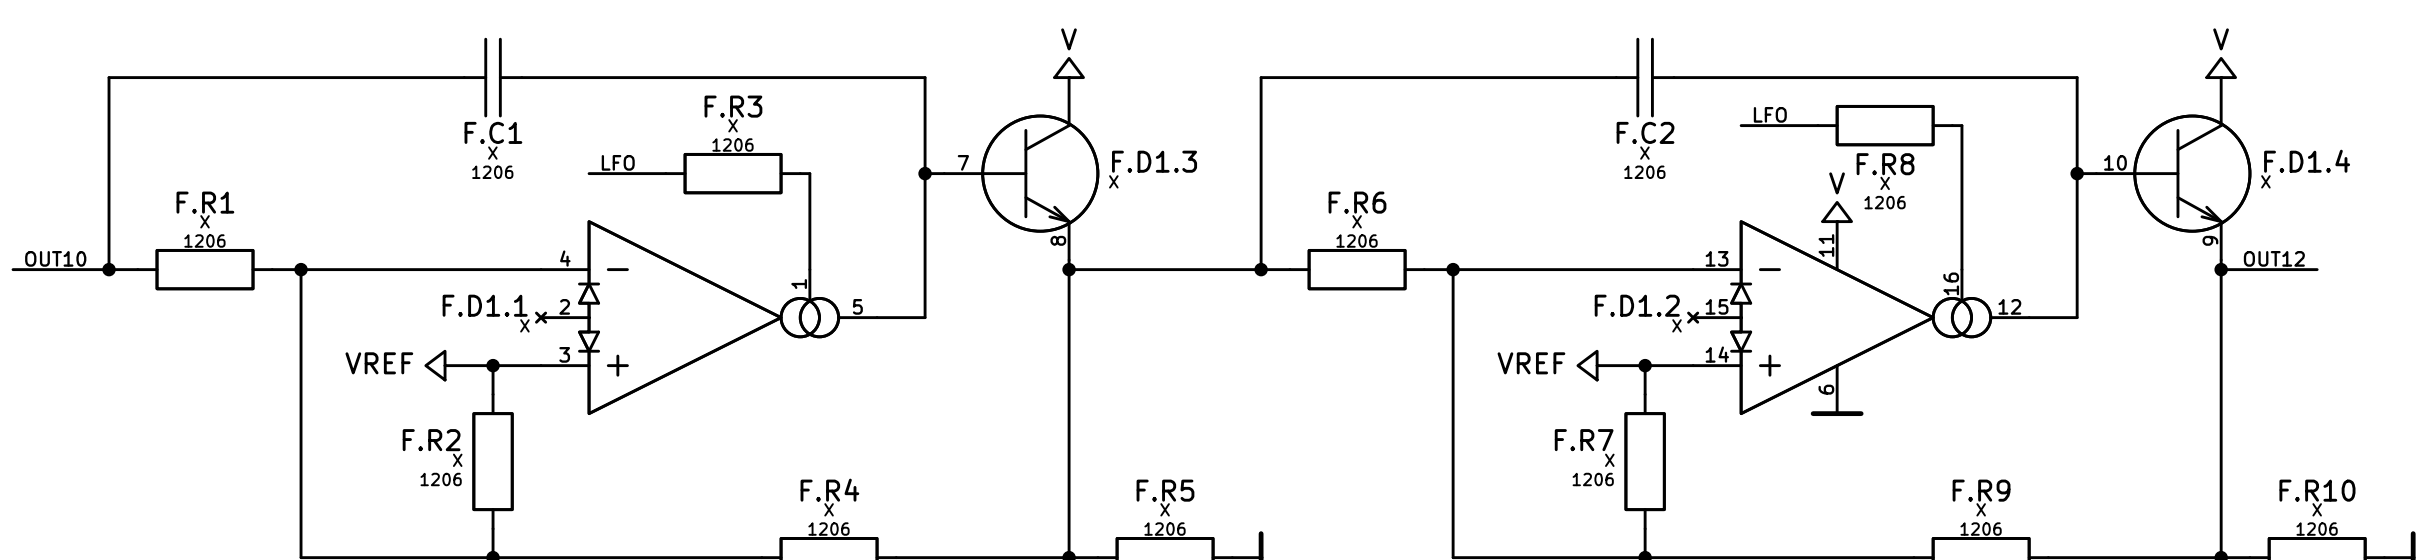 V
V
F.R3
X
1206
LFO
F.C1
X
1206
7
F.D1.3
X
F.R1
X
1206
OUT10
4
8
1
F.D1.1
X
2
5
VREF
3
F.R2
X
1206
F.R4
X
1206
F.R5
X
1206
LFO
F.C2
X
1206
F.R8
X
1206
V
10
F.D1.4
X
F.R6
X
1206
13
11
16
9
OUT12
F.D1.2
X
15
12
VREF
14
6
F.R7
X
1206
F.R9
X
1206
F.R10
X
1206